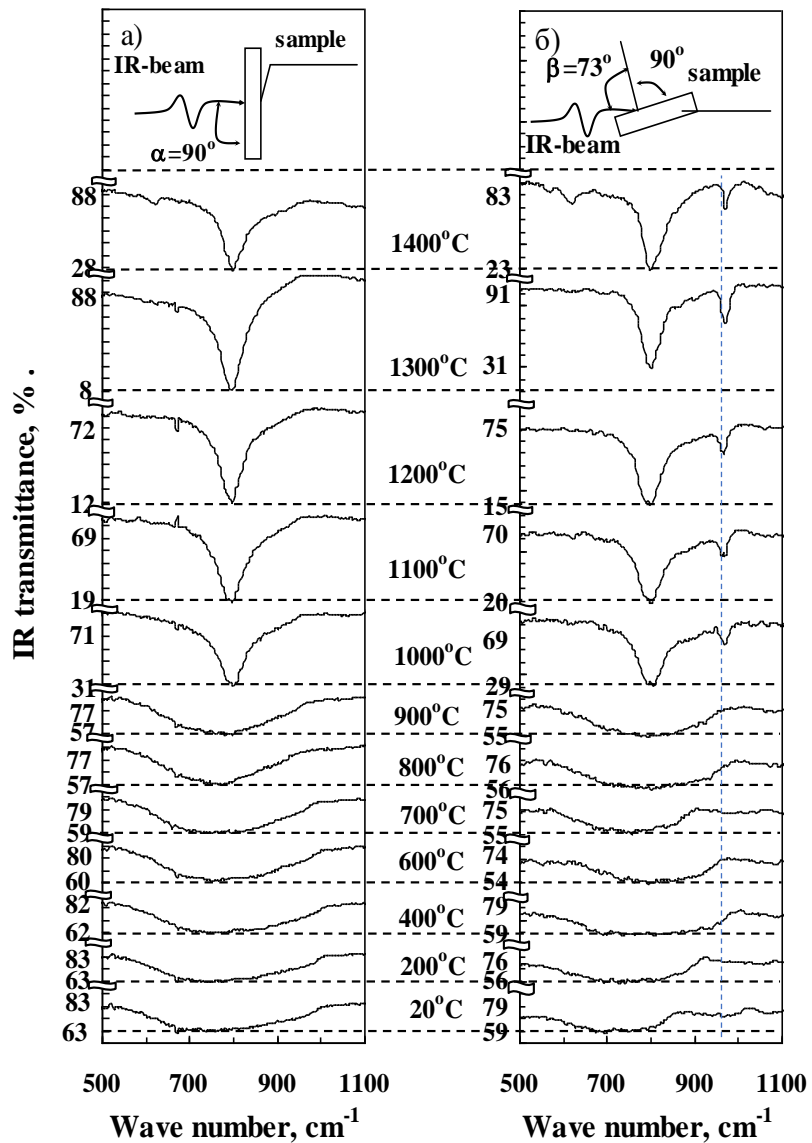 IR transmittance, % .
а)
sample
IR-beam
α=90°
88
28
88
8
72
12
69
19
71
31
77
57
77
57
79
59
80
60
82
62
83
63
83
63
500 700 900 1100
Wave number, cm-1
1400°C
1300°C
1200°C
1100°C
1000°C
900°C
800°C
700°C
600°C
400°C
200°C
20°C
б)
90°
β=73°
sample
IR-beam
83
23
91
31
75
15
70
20
69
29
75
55
76
56
75
55
74
54
79
59
76
56
79
59
500 700 900 1100
Wave number, cm-1